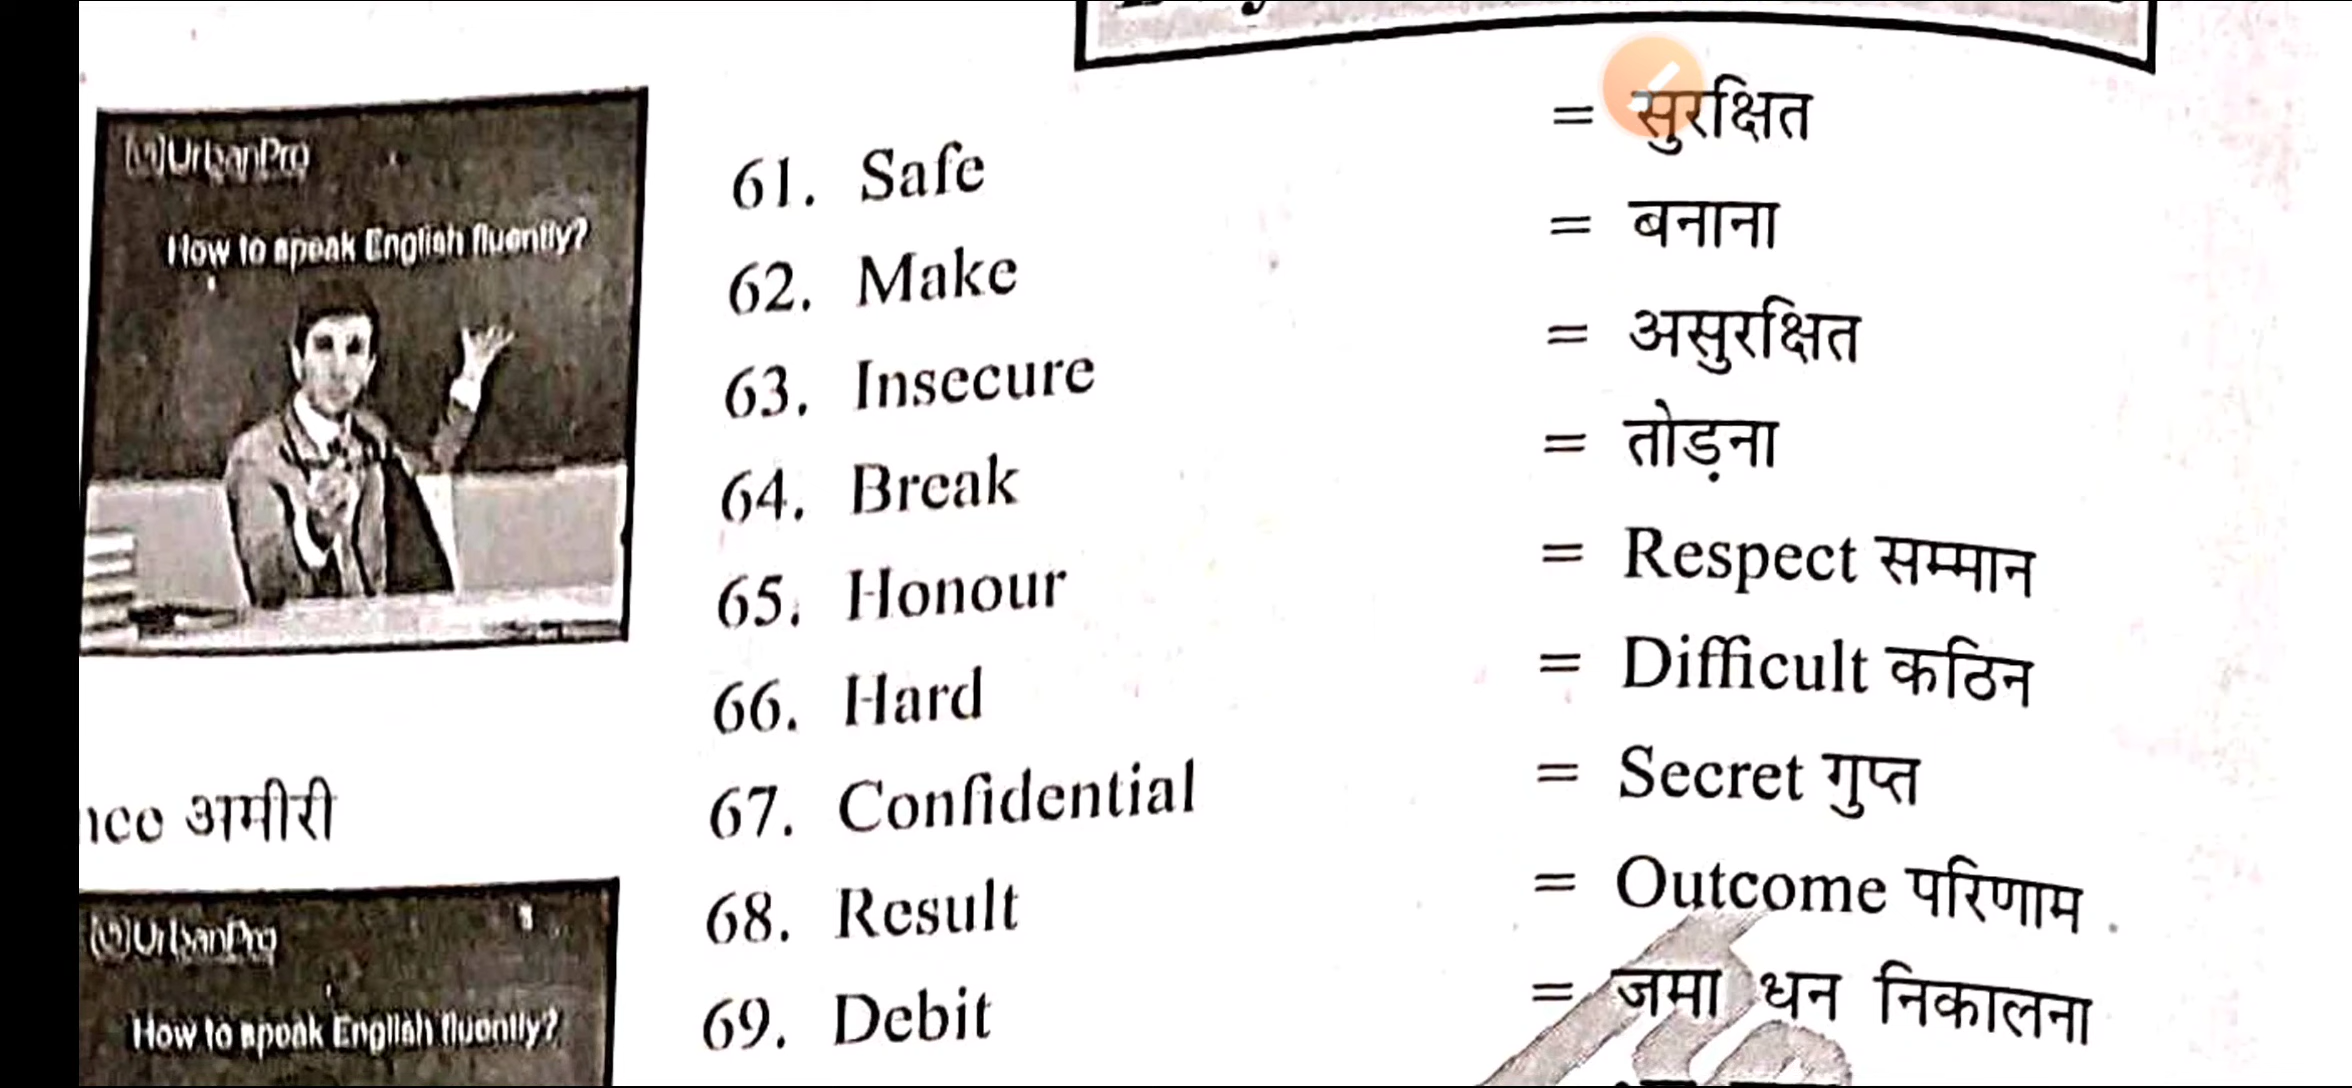 UrbanPro
How to speak English fluently?
61. Safe = सुरक्षित
62. Make = बनाना
63. Insecure = असुरक्षित
64. Break = तोड़ना
65. Honour = Respect सम्मान
66. Hard = Difficult कठिन
67. Confidential = Secret गुप्त
68. Result = Outcome परिणाम
69. Debit = जमा धन निकालना
अमीरी
UrbanPro
How to speak English fluently?